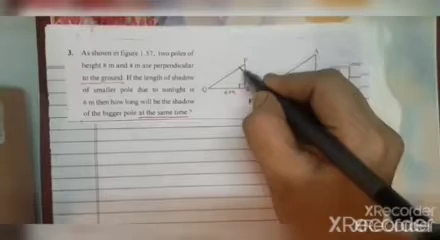 3. As shown in figure 1.57, two poles of
height 8 m and 4 m are perpendicular
to the ground. If the length of shadow
of smaller pole due to sunlight is
6 m then how long will be the shadow
of the bigger pole at the same time ?
P
Q
R
6 m
A
XRecorder
XRecorder